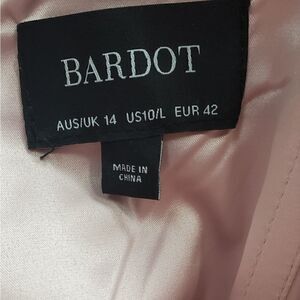 BARDOT
AUS/UK 14 US10/L EUR 42
MADE IN
CHINA